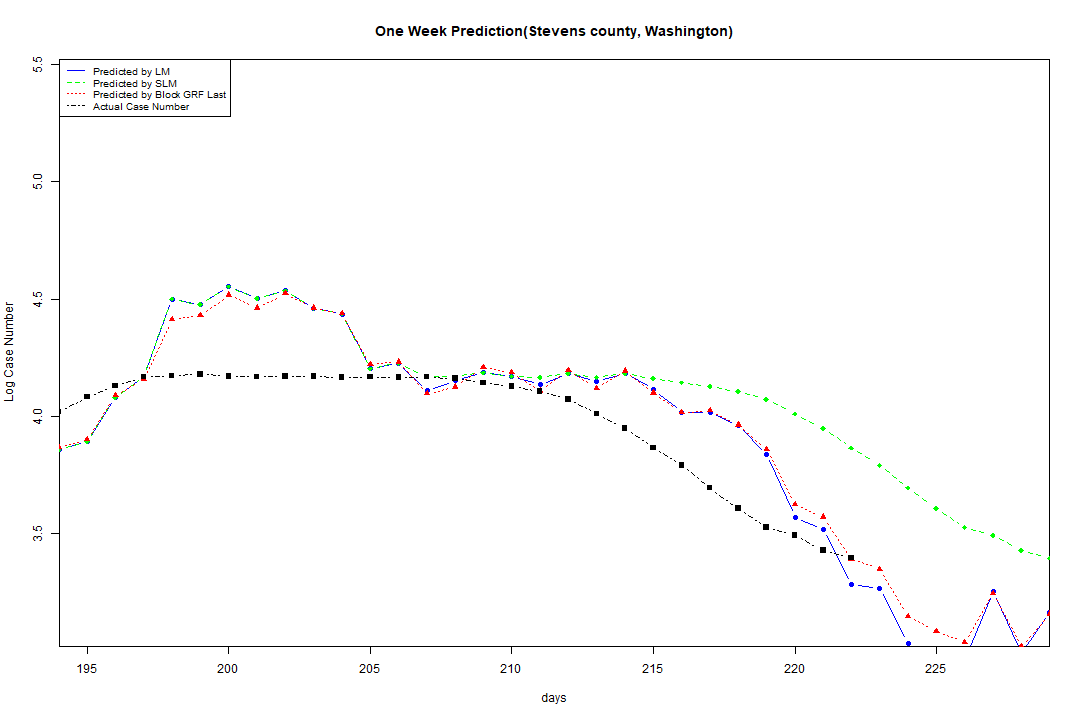 One Week Prediction(Stevens county, Washington)
Predicted by LM
Predicted by SLM
Predicted by Block GRF Last
Actual Case Number
5.5
5.0
4.5
4.0
3.5
Log Case Number
195 200 205 210 215 220 225
days